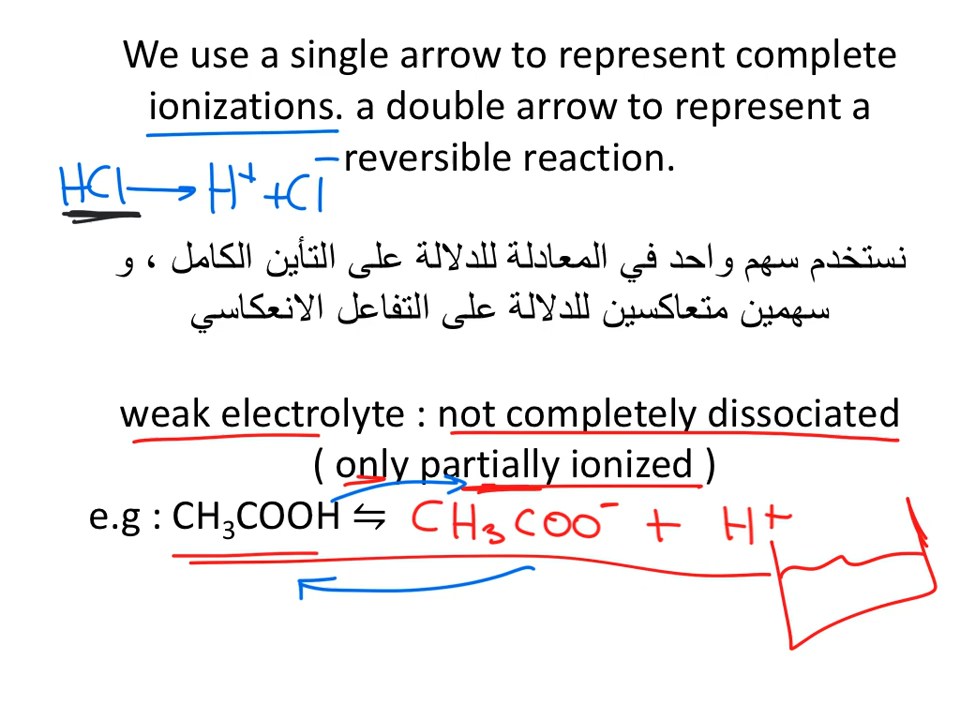 We use a single arrow to represent complete
ionizations. a double arrow to represent a
reversible reaction.
HCl → H⁺ + Cl⁻
نستخدم سهم واحد في المعادلة للدلالة على التأين الكامل ، و
سهمين متعاكسين للدلالة على التفاعل الانعكاسي
weak electrolyte : not completely dissociated
( only partially ionized )
e.g : CH₃COOH ⇋ CH₃COO⁻ + H⁺